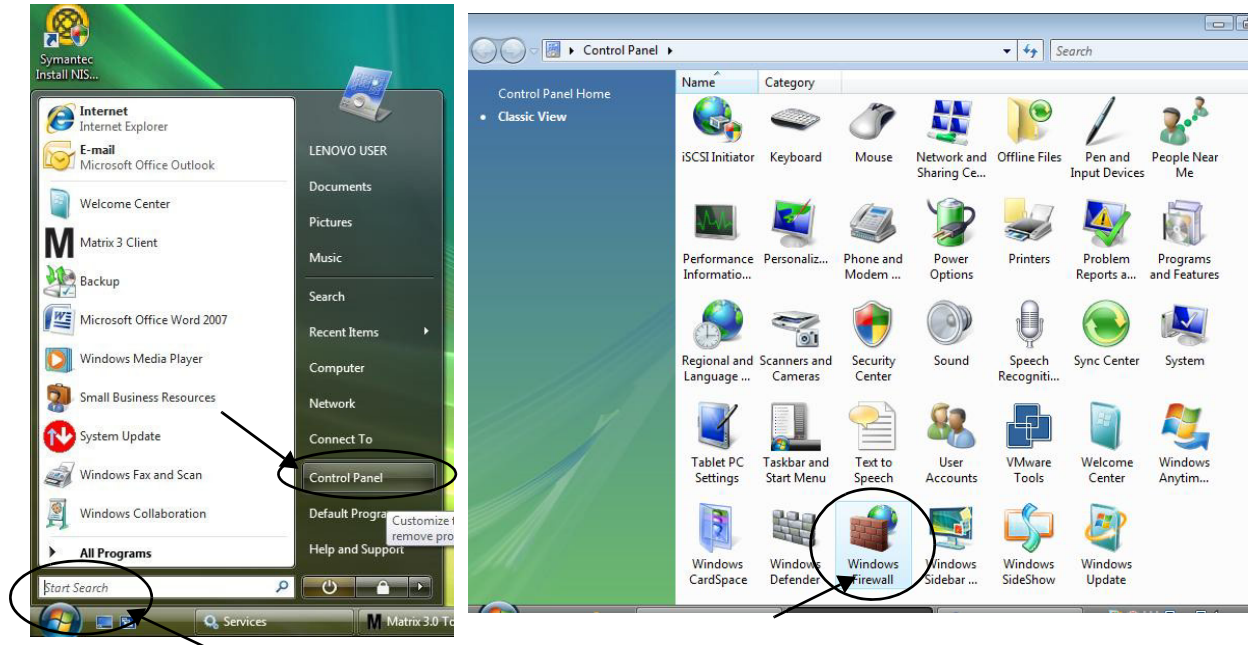 Symantec
Install NIS...
Internet
Internet Explorer
E-mail
Microsoft Office Outlook
Welcome Center
Matrix 3 Client
Backup
Microsoft Office Word 2007
Windows Media Player
Small Business Resources
System Update
Windows Fax and Scan
Windows Collaboration
All Programs
Start Search
LENOVO USER
Documents
Pictures
Music
Search
Recent Items
Computer
Network
Connect To
Control Panel
Default Progra
Customize t
remove pro
Help and Support
Services
Matrix 3.0 To
Control Panel
Search
Control Panel Home
Classic View
Name Category
iSCSI Initiator
Keyboard
Mouse
Network and
Sharing Ce...
Offline Files
Pen and
Input Devices
People Near
Me
Performance
Informatio...
Personaliz...
Phone and
Modem ...
Power
Options
Printers
Problem
Reports a...
Programs
and Features
Regional and
Language ...
Scanners and
Cameras
Security
Center
Sound
Speech
Recogniti...
Sync Center
System
Tablet PC
Settings
Taskbar and
Start Menu
Text to
Speech
User
Accounts
VMware
Tools
Welcome
Center
Windows
Anytim...
Windows
CardSpace
Windows
Defender
Windows
Firewall
Windows
Sidebar ...
Windows
SideShow
Windows
Update